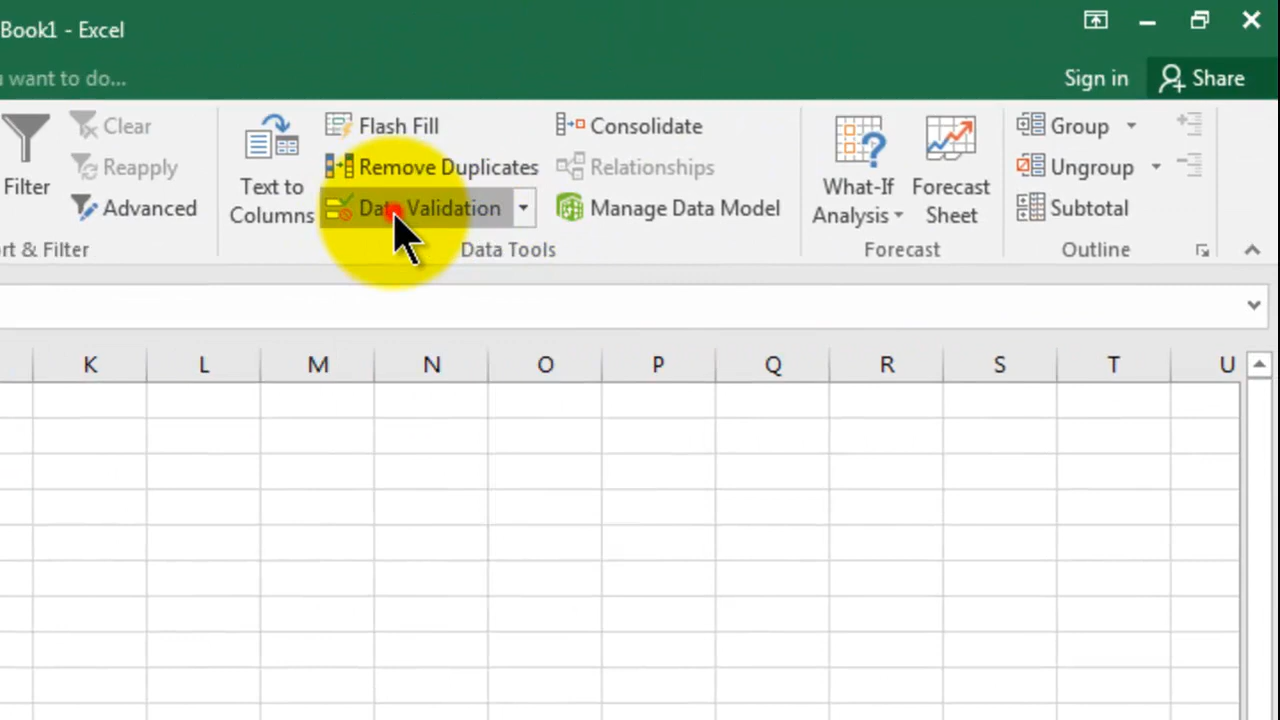 Book1 - Excel
u want to do...
Sign in
Share
Filter
Clear
Reapply
Advanced
rt & Filter
Text to
Columns
Flash Fill
Remove Duplicates
Data Validation
Consolidate
Relationships
Manage Data Model
Data Tools
What-If
Analysis
Forecast
Sheet
Forecast
Group
Ungroup
Subtotal
Outline
K L M N O P Q R S T U